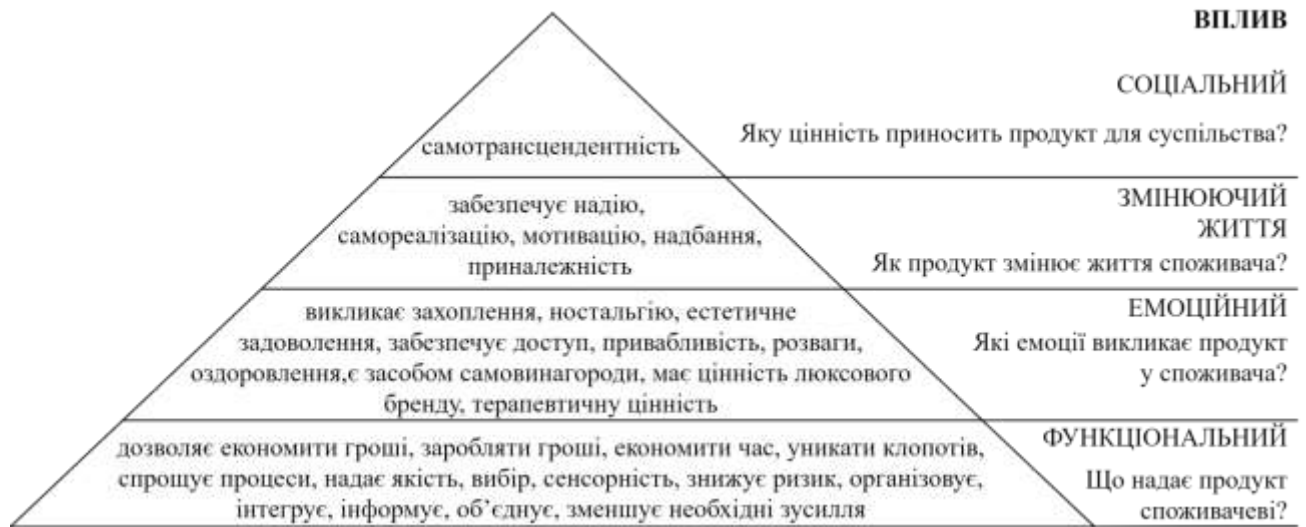 ВПЛИВ
СОЦІАЛЬНИЙ
Яку цінність приносить продукт для суспільства?
самотрансцендентність
ЗМІНЮЮЧИЙ
ЖИТТЯ
Як продукт змінює життя споживача?
забезпечує надію,
самореалізацію, мотивацію, надбання,
приналежність
ЕМОЦІЙНИЙ
Які емоції викликає продукт
у споживача?
викликає захоплення, ностальгію, естетичне
задоволення, забезпечує доступ, привабливість, розваги,
оздоровлення,є засобом самовинагороди, має цінність люксового
бренду, терапевтичну цінність
ФУНКЦІОНАЛЬНИЙ
Що надає продукт
споживачеві?
дозволяє економити гроші, заробляти гроші, економити час, уникати клопотів,
спрощує процеси, надає якість, вибір, сенсорність, знижує ризик, організовує,
інтегрує, інформує, об’єднує, зменшує необхідні зусилля